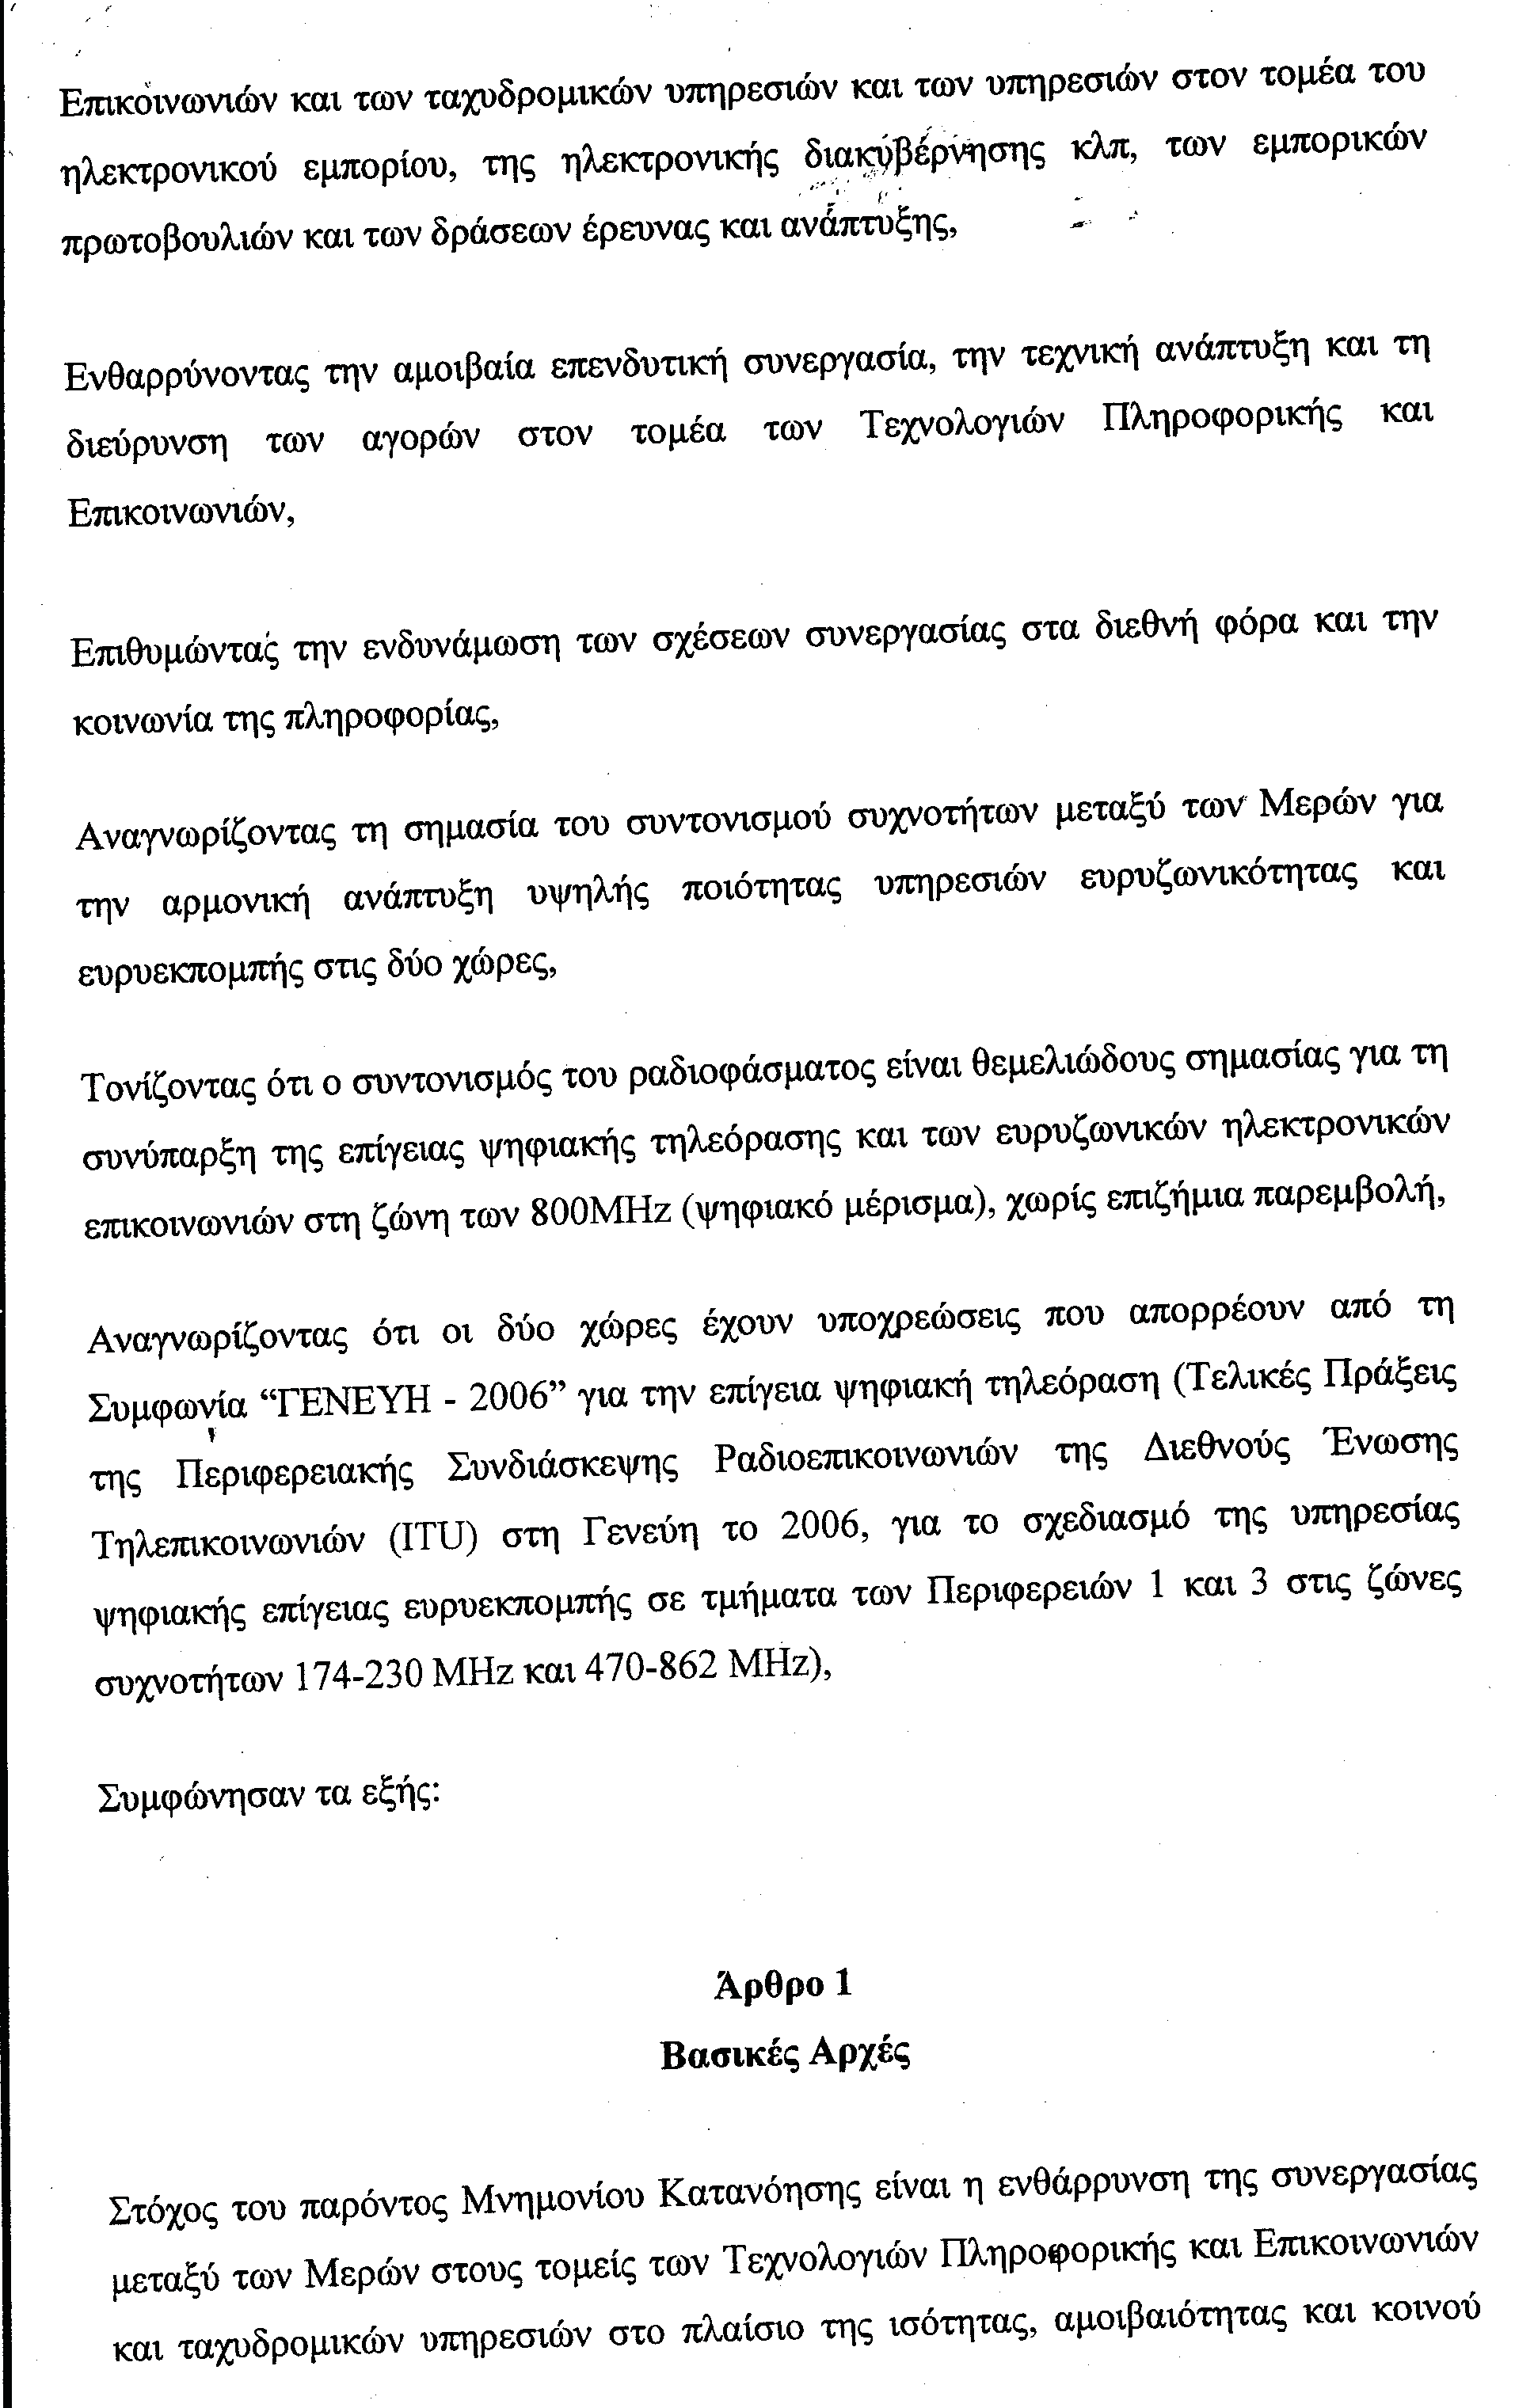 Επικοινωνιών και των ταχυδρομικών υπηρεσιών και των υπηρεσιών στον τομέα του
ηλεκτρονικού εμπορίου, της ηλεκτρονικής διακυβέρνησης κλπ, των εμπορικών
πρωτοβουλιών και των δράσεων έρευνας και ανάπτυξης,
Ενθαρρύνοντας την αμοιβαία επενδυτική συνεργασία, την τεχνική ανάπτυξη και τη
διεύρυνση των αγορών στον τομέα των Τεχνολογιών Πληροφορικής και
Επικοινωνιών,
Επιθυμώντας την ενδυνάμωση των σχέσεων συνεργασίας στα διεθνή φόρα και την
κοινωνία της πληροφορίας,
Αναγνωρίζοντας τη σημασία του συντονισμού συχνοτήτων μεταξύ των Μερών για
την αρμονική ανάπτυξη υψηλής ποιότητας υπηρεσιών ευρυζωνικότητας και
ευρυεκπομπής στις δύο χώρες,
Τονίζοντας ότι ο συντονισμός του ραδιοφάσματος είναι θεμελιώδους σημασίας για τη
συνύπαρξη της επίγειας ψηφιακής τηλεόρασης και των ευρυζωνικών ηλεκτρονικών
επικοινωνιών στη ζώνη των 800MHz (ψηφιακό μέρισμα), χωρίς επιζήμια παρεμβολή,
Αναγνωρίζοντας ότι οι δύο χώρες έχουν υποχρεώσεις που απορρέουν από τη
Συμφωνία “ΓΕΝΕΥΗ - 2006” για την επίγεια ψηφιακή τηλεόραση (Τελικές Πράξεις
της Περιφερειακής Συνδιάσκεψης Ραδιοεπικοινωνιών της Διεθνούς Ένωσης
Τηλεπικοινωνιών (ITU) στη Γενεύη το 2006, για το σχεδιασμό της υπηρεσίας
ψηφιακής επίγειας ευρυεκπομπής σε τμήματα των Περιφερειών 1 και 3 στις ζώνες
συχνοτήτων 174-230 MHz και 470-862 MHz),
Συμφώνησαν τα εξής:
Άρθρο 1
Βασικές Αρχές
Στόχος του παρόντος Μνημονίου Κατανόησης είναι η ενθάρρυνση της συνεργασίας
μεταξύ των Μερών στους τομείς των Τεχνολογιών Πληροφορικής και Επικοινωνιών
και ταχυδρομικών υπηρεσιών στο πλαίσιο της ισότητας, αμοιβαιότητας και κοινού